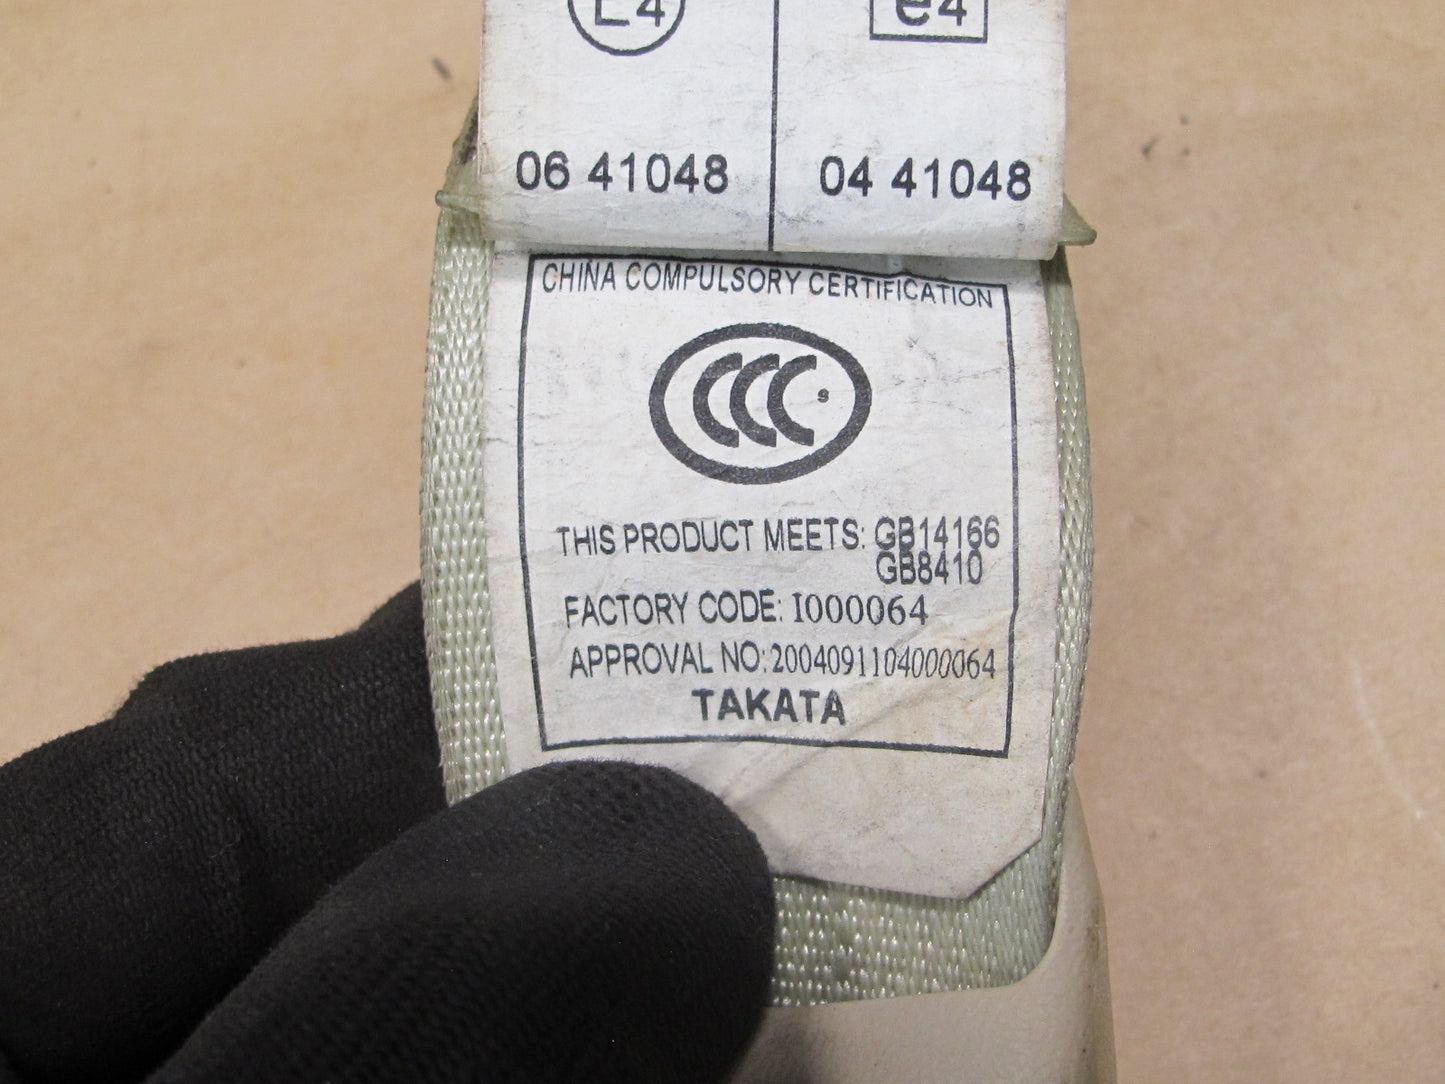 E4 e4
06 41048 04 41048
CHINA COMPULSORY CERTIFICATION
CCC S
THIS PRODUCT MEETS: GB14166
GB8410
FACTORY CODE: I000064
APPROVAL NO:2004091104000064
TAKATA